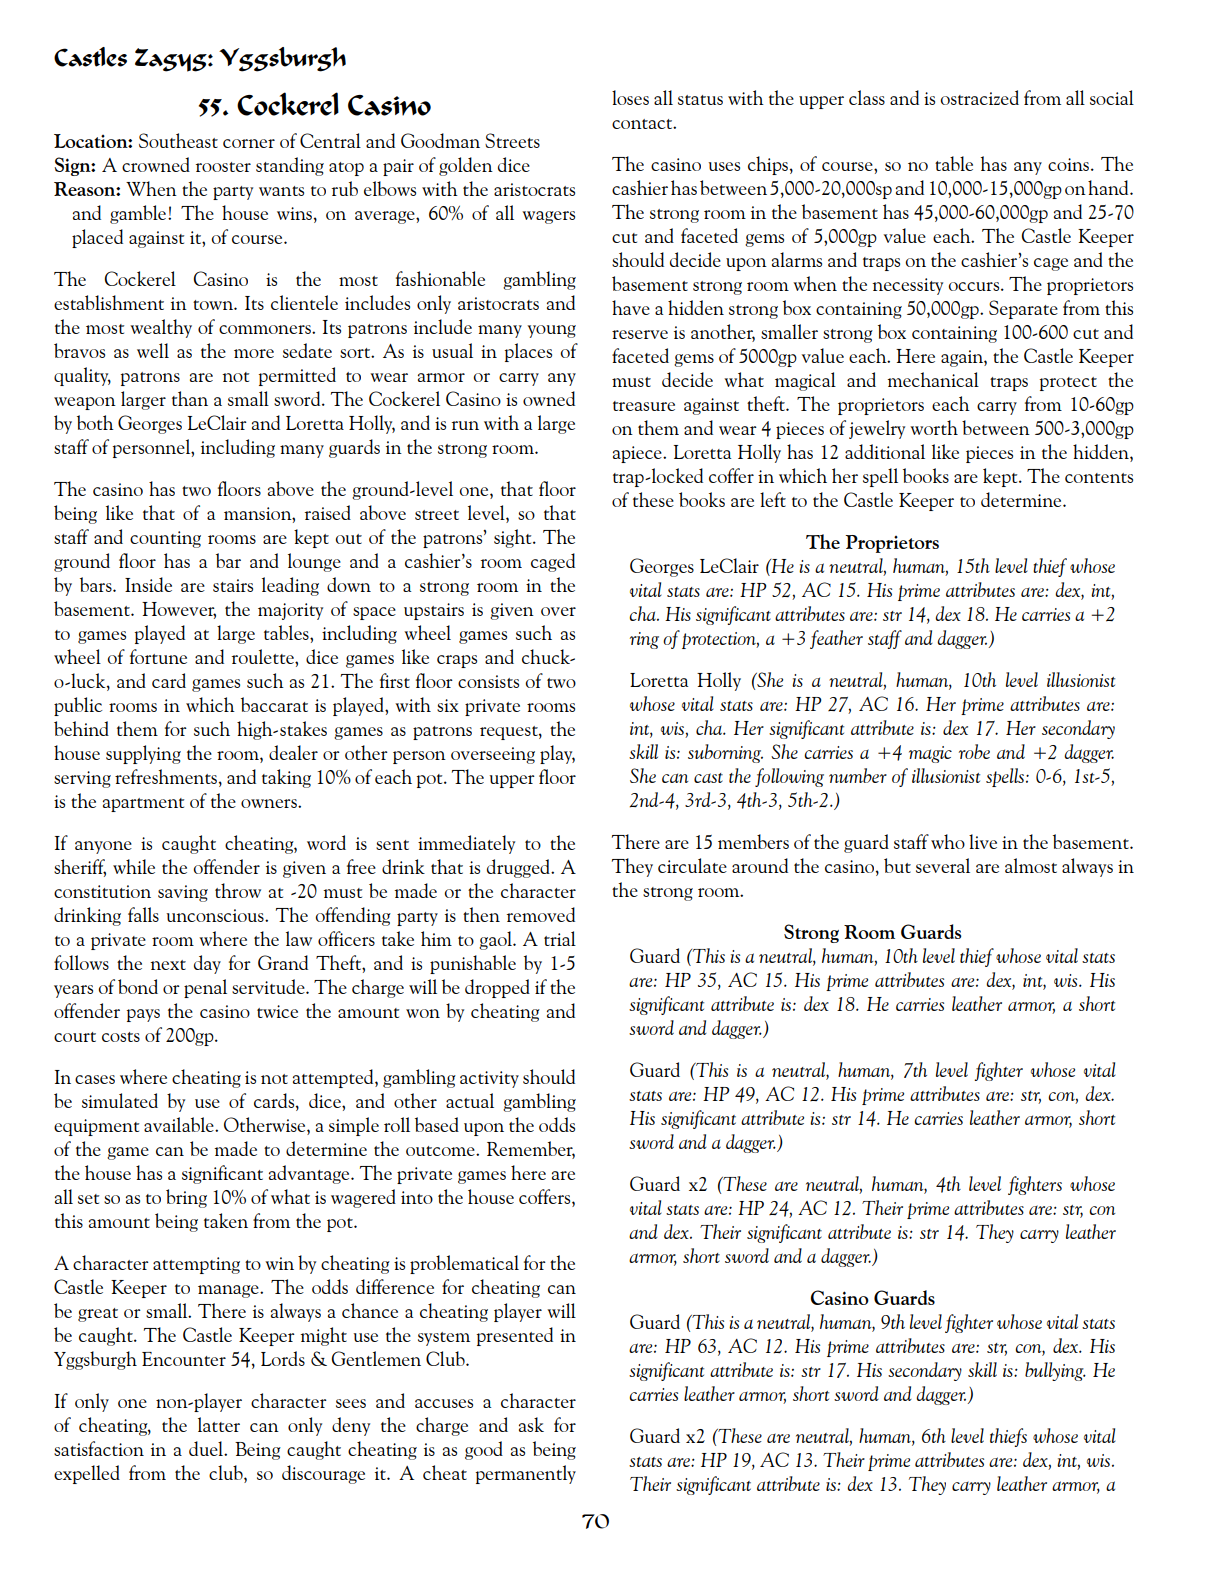 Castles Zagyg: Yggsburgh
55. Cockerel Casino
Location: Southeast corner of Central and Goodman Streets
Sign: A crowned rooster standing atop a pair of golden dice
Reason: When the party wants to rub elbows with the aristocrats
and gamble! The house wins, on average, 60% of all wagers
placed against it, of course.
The Cockerel Casino is the most fashionable gambling
establishment in town. Its clientele includes only aristocrats and
the most wealthy of commoners. Its patrons include many young
bravos as well as the more sedate sort. As is usual in places of
quality, patrons are not permitted to wear armor or carry any
weapon larger than a small sword. The Cockerel Casino is owned
by both Georges LeClair and Loretta Holly, and is run with a large
staff of personnel, including many guards in the strong room.
The casino has two floors above the ground-level one, that floor
being like that of a mansion, raised above street level, so that
staff and counting rooms are kept out of the patrons' sight. The
ground floor has a bar and lounge and a cashier's room caged
by bars. Inside are stairs leading down to a strong room in the
basement. However, the majority of space upstairs is given over
to games played at large tables, including wheel games such as
wheel of fortune and roulette, dice games like craps and chuck-
o-luck, and card games such as 21. The first floor consists of two
public rooms in which baccarat is played, with six private rooms
behind them for such high-stakes games as patrons request, the
house supplying the room, dealer or other person overseeing play,
serving refreshments, and taking 10% of each pot. The upper floor
is the apartment of the owners.
If anyone is caught cheating, word is sent immediately to the
sheriff, while the offender is given a free drink that is drugged. A
constitution saving throw at -20 must be made or the character
drinking falls unconscious. The offending party is then removed
to a private room where the law officers take him to gaol. A trial
follows the next day for Grand Theft, and is punishable by 1-5
years of bond or penal servitude. The charge will be dropped if the
offender pays the casino twice the amount won by cheating and
court costs of 200gp.
In cases where cheating is not attempted, gambling activity should
be simulated by use of cards, dice, and other actual gambling
equipment available. Otherwise, a simple roll based upon the odds
of the game can be made to determine the outcome. Remember,
the house has a significant advantage. The private games here are
all set so as to bring 10% of what is wagered into the house coffers,
this amount being taken from the pot.
A character attempting to win by cheating is problematical for the
Castle Keeper to manage. The odds difference for cheating can
be great or small. There is always a chance a cheating player will
be caught. The Castle Keeper might use the system presented in
Yggsburgh Encounter 54, Lords & Gentlemen Club.
If only one non-player character sees and accuses a character
of cheating, the latter can only deny the charge and ask for
satisfaction in a duel. Being caught cheating is as good as being
expelled from the club, so discourage it. A cheat permanently
loses all status with the upper class and is ostracized from all social
contact.
The casino uses chips, of course, so no table has any coins. The
cashier has between 5,000-20,000sp and 10,000-15,000gp on hand.
The strong room in the basement has 45,000-60,000gp and 25-70
cut and faceted gems of 5,000gp value each. The Castle Keeper
should decide upon alarms and traps on the cashier's cage and the
basement strong room when the necessity occurs. The proprietors
have a hidden strong box containing 50,000gp. Separate from this
reserve is another, smaller strong box containing 100-600 cut and
faceted gems of 5000gp value each. Here again, the Castle Keeper
must decide what magical and mechanical traps protect the
treasure against theft. The proprietors each carry from 10-60gp
on them and wear 4 pieces of jewelry worth between 500-3,000gp
apiece. Loretta Holly has 12 additional like pieces in the hidden,
trap-locked coffer in which her spell books are kept. The contents
of these books are left to the Castle Keeper to determine.
The Proprietors
Georges LeClair (He is a neutral, human, 15th level thief whose
vital stats are: HP 52, AC 15. His prime attributes are: dex, int,
cha. His significant attributes are: str 14, dex 18. He carries a +2
ring of protection, a +3 feather staff and dagger.)
Loretta Holly (She is a neutral, human, 10th level illusionist
whose vital stats are: HP 27, AC 16. Her prime attributes are:
int, wis, cha. Her significant attribute is: dex 17. Her secondary
skill is: suborning. She carries a +4 magic robe and +2 dagger.
She can cast the following number of illusionist spells: 0-6, 1st-5,
2nd-4, 3rd-3, 4th-3, 5th-2.)
There are 15 members of the guard staff who live in the basement.
They circulate around the casino, but several are almost always in
the strong room.
Strong Room Guards
Guard (This is a neutral, human, 10th level thief whose vital stats
are: HP 35, AC 15. His prime attributes are: dex, int, wis. His
significant attribute is: dex 18. He carries leather armor, a short
sword and dagger.)
Guard (This is a neutral, human, 7th level fighter whose vital
stats are: HP 49, AC 12. His prime attributes are: str, con, dex.
His significant attribute is: str 14. He carries leather armor, short
sword and a dagger.)
Guard x2 (These are neutral, human, 4th level fighters whose
vital stats are: HP 24, AC 12. Their prime attributes are: str, con
and dex. Their significant attribute is: str 14. They carry leather
armor, short sword and a dagger.)
Casino Guards
Guard (This is a neutral, human, 9th level fighter whose vital stats
are: HP 63, AC 12. His prime attributes are: str, con, dex. His
significant attribute is: str 17. His secondary skill is: bullying. He
carries leather armor, short sword and dagger.)
Guard x2 (These are neutral, human, 6th level thiefs whose vital
stats are: HP 19, AC 13. Their prime attributes are: dex, int, wis.
Their significant attribute is: dex 13. They carry leather armor, a
70